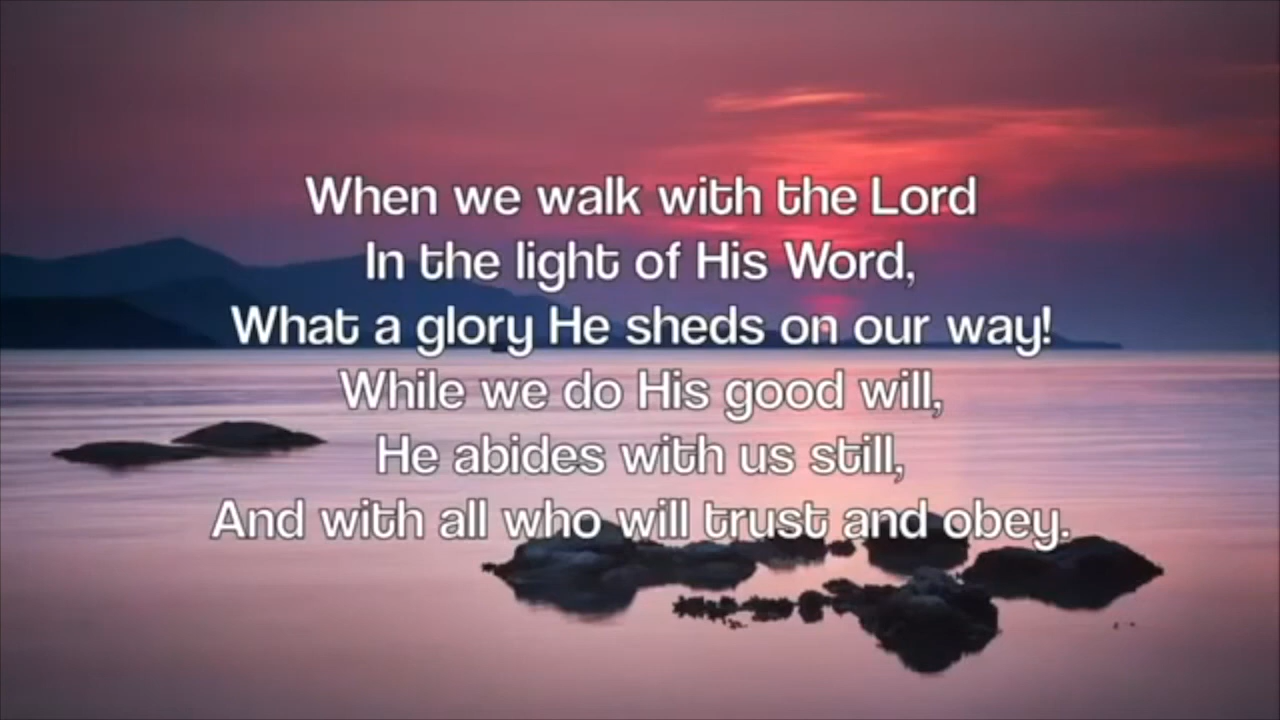 When we walk with the Lord
In the light of His Word,
What a glory He sheds on our way!
While we do His good will,
He abides with us still,
And with all who will trust and obey.